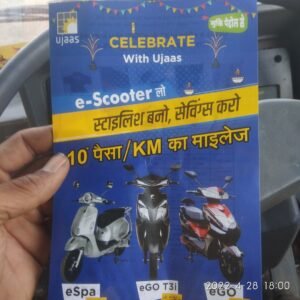 ujaas
CELEBRATE
With Ujaas
मुक्ति पेट्रोल से
e-Scooter लो
स्टाइलिश बनो, सेविंग्स करो
10 पैसा/KM का माइलेज
eSpa
eGO T3i
eGO
2022-4-28 18:00